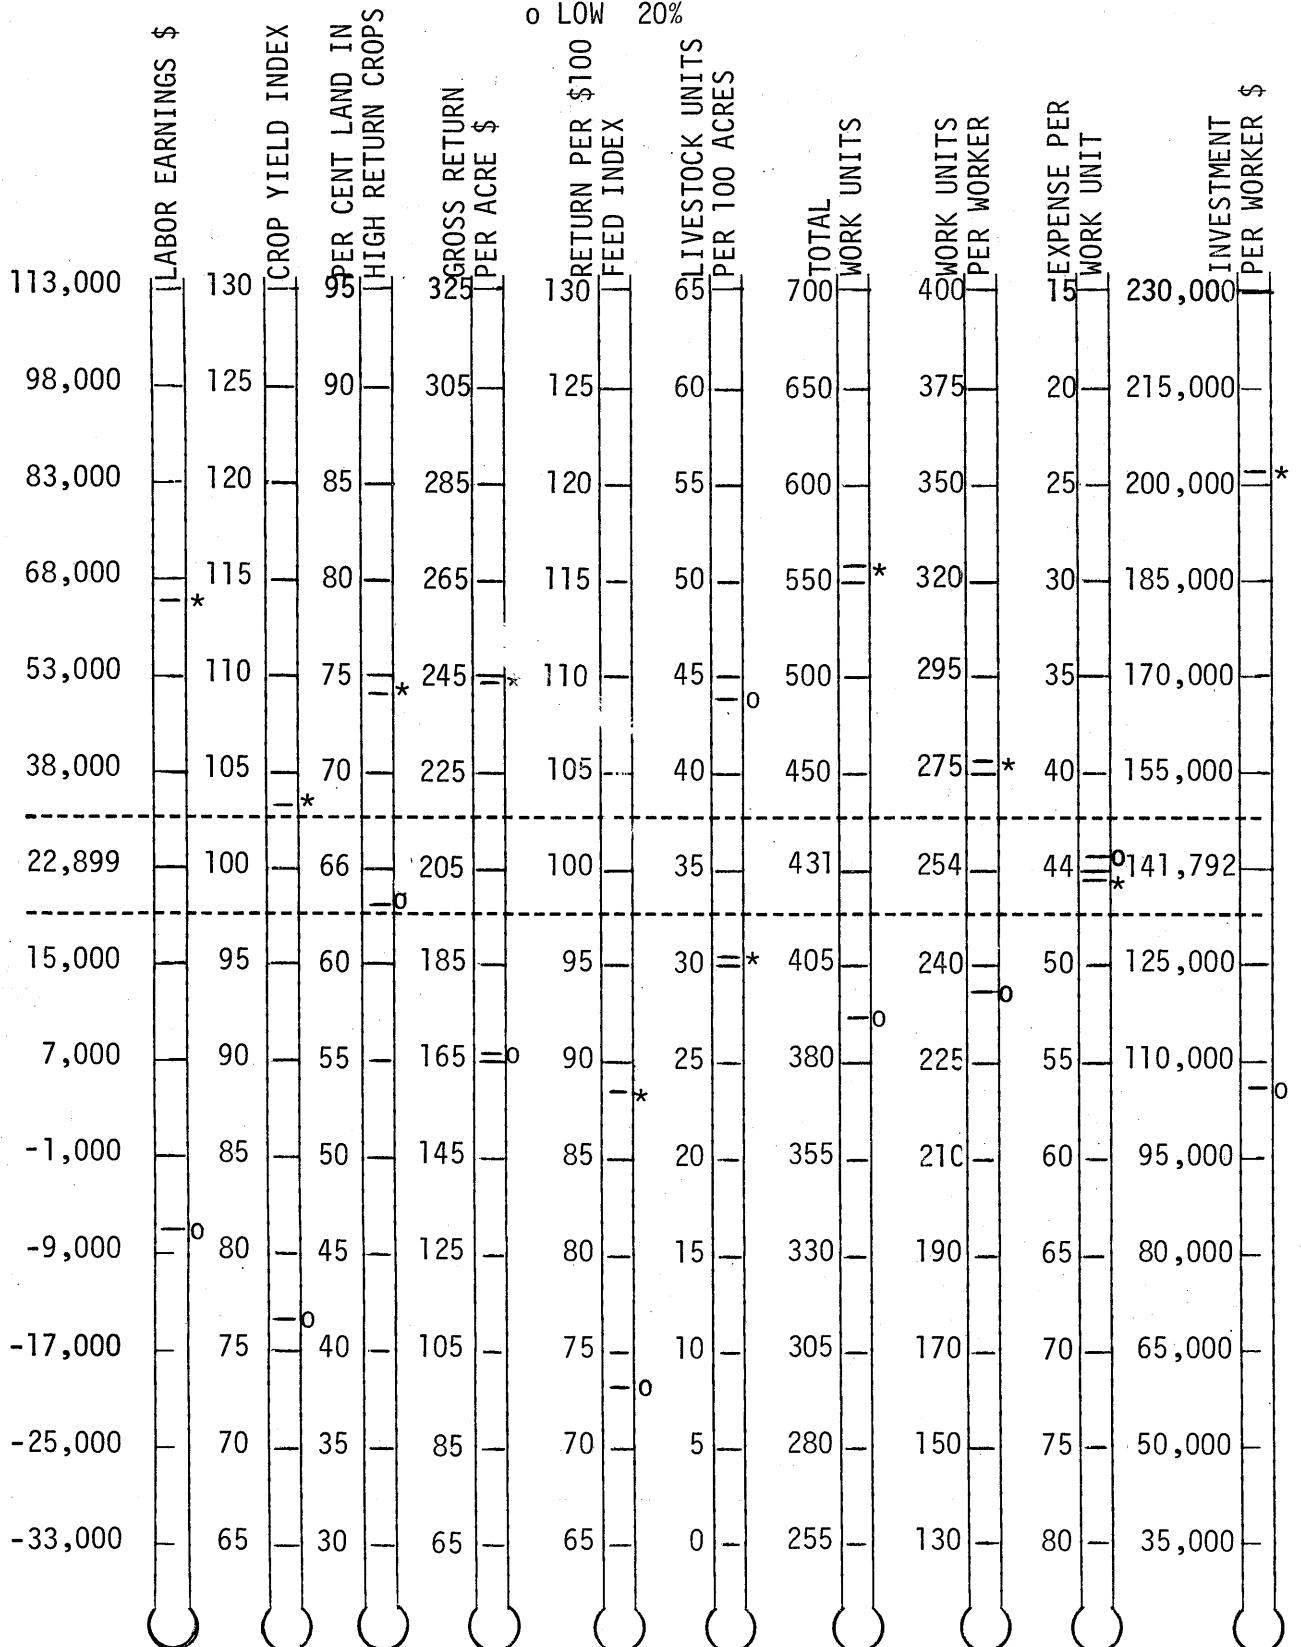 o LOW 20%
LABOR EARNINGS $
CROP YIELD INDEX
PER CENT LAND IN
HIGH RETURN CROPS
GROSS RETURN
PER ACRE $
RETURN PER $100
FEED INDEX
LIVESTOCK UNITS
PER 100 ACRES
TOTAL
WORK UNITS
WORK UNITS
PER WORKER
EXPENSE PER
WORK UNIT
INVESTMENT
PER WORKER $
113,000 130 95 325 130 65 700 400 15 230,000
98,000 125 90 305 125 60 650 375 20 215,000
83,000 120 85 285 120 55 600 350 25 200,000 *
68,000 * 115 80 265 115 50 550 * 320 30 185,000
53,000 110 75 * 245 * 110 45 o 500 295 35 170,000
38,000 105 * 70 225 105 40 450 275 * 40 155,000
22,899 100 66 o 205 100 35 431 254 44 o * 141,792
15,000 95 60 185 95 30 * 405 240 o 50 125,000
7,000 90 55 165 o 90 * 25 o 380 225 55 110,000 o
-1,000 85 50 145 85 20 355 210 60 95,000
-9,000 o 80 45 125 80 15 330 190 65 80,000
-17,000 75 o 40 105 75 o 10 305 170 70 65,000
-25,000 70 35 85 70 5 280 150 75 50,000
-33,000 65 30 65 65 0 255 130 80 35,000